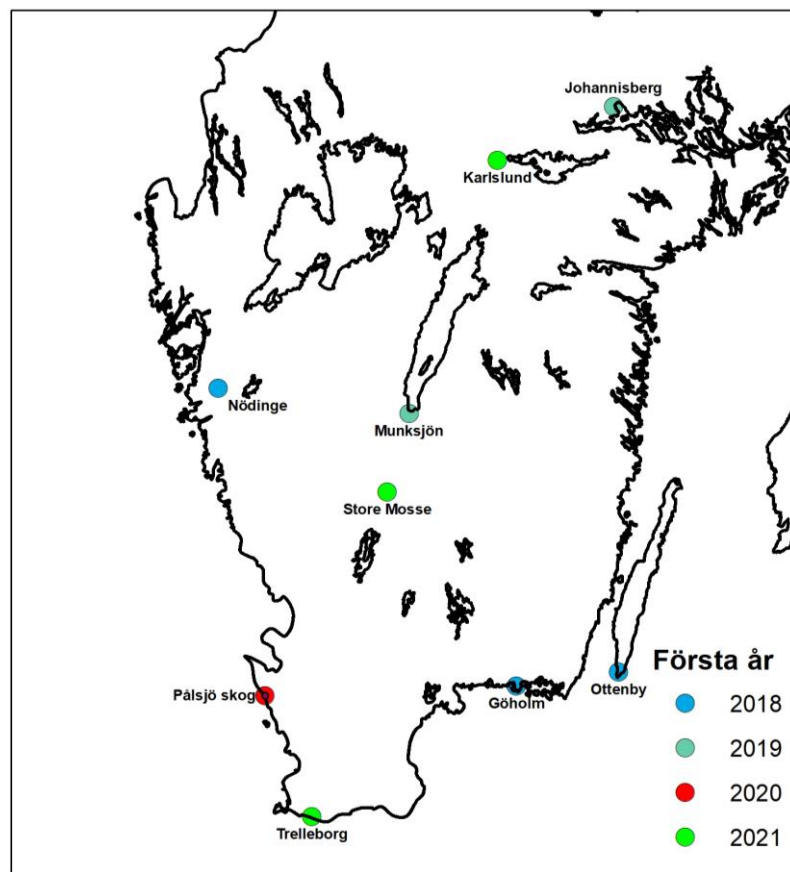 Johannisberg
Karlslund
Nödinge
Munksjön
Store Mosse
Första år
Ottenby
Göholm
Pålsjö skog
2018
2019
2020
2021
Trelleborg